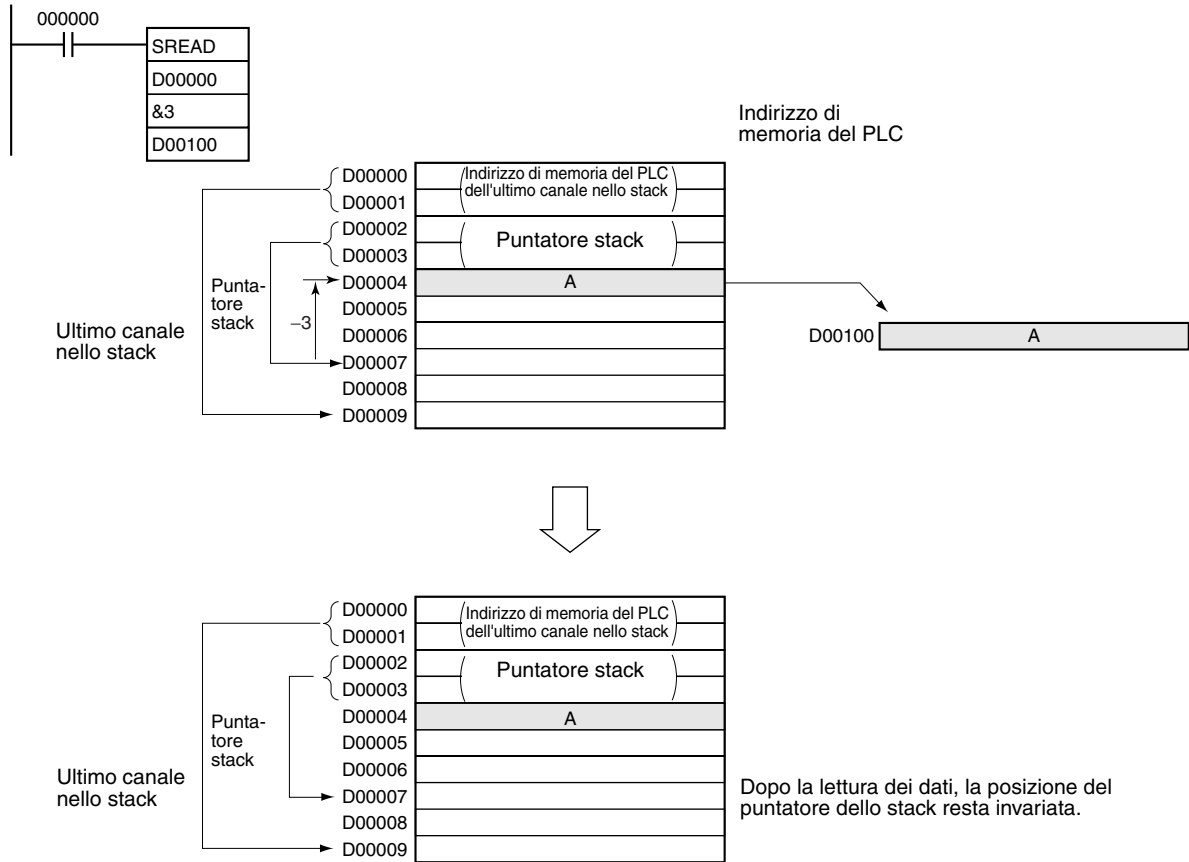 000000
SREAD
D00000
&3
D00100
Indirizzo di
memoria del PLC
D00000
D00001
D00002
D00003
D00004
D00005
D00006
D00007
D00008
D00009
Indirizzo di memoria del PLC
dell'ultimo canale nello stack
Puntatore stack
A
Punta-
tore
stack
–3
Ultimo canale
nello stack
D00100
A
D00000
D00001
D00002
D00003
D00004
D00005
D00006
D00007
D00008
D00009
Indirizzo di memoria del PLC
dell'ultimo canale nello stack
Puntatore stack
A
Punta-
tore
stack
Ultimo canale
nello stack
Dopo la lettura dei dati, la posizione del
puntatore dello stack resta invariata.